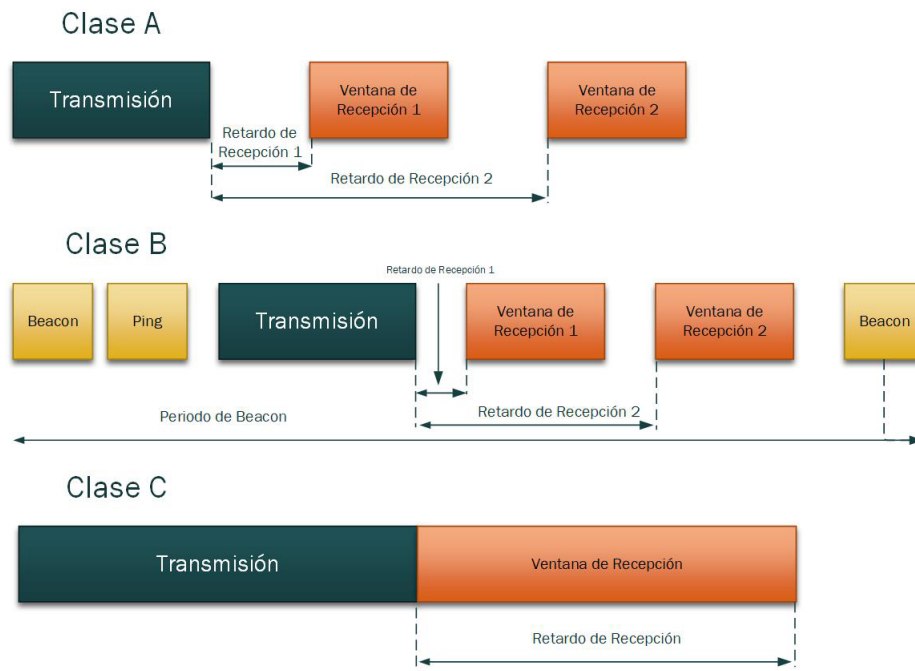 Clase A
Transmisión
Ventana de
Recepción 1
Ventana de
Recepción 2
Retardo de
Recepción 1
Retardo de Recepción 2
Clase B
Retardo de Recepción 1
Beacon
Ping
Transmisión
Ventana de
Recepción 1
Ventana de
Recepción 2
Beacon
Periodo de Beacon
Retardo de Recepción 2
Clase C
Transmisión
Ventana de Recepción
Retardo de Recepción